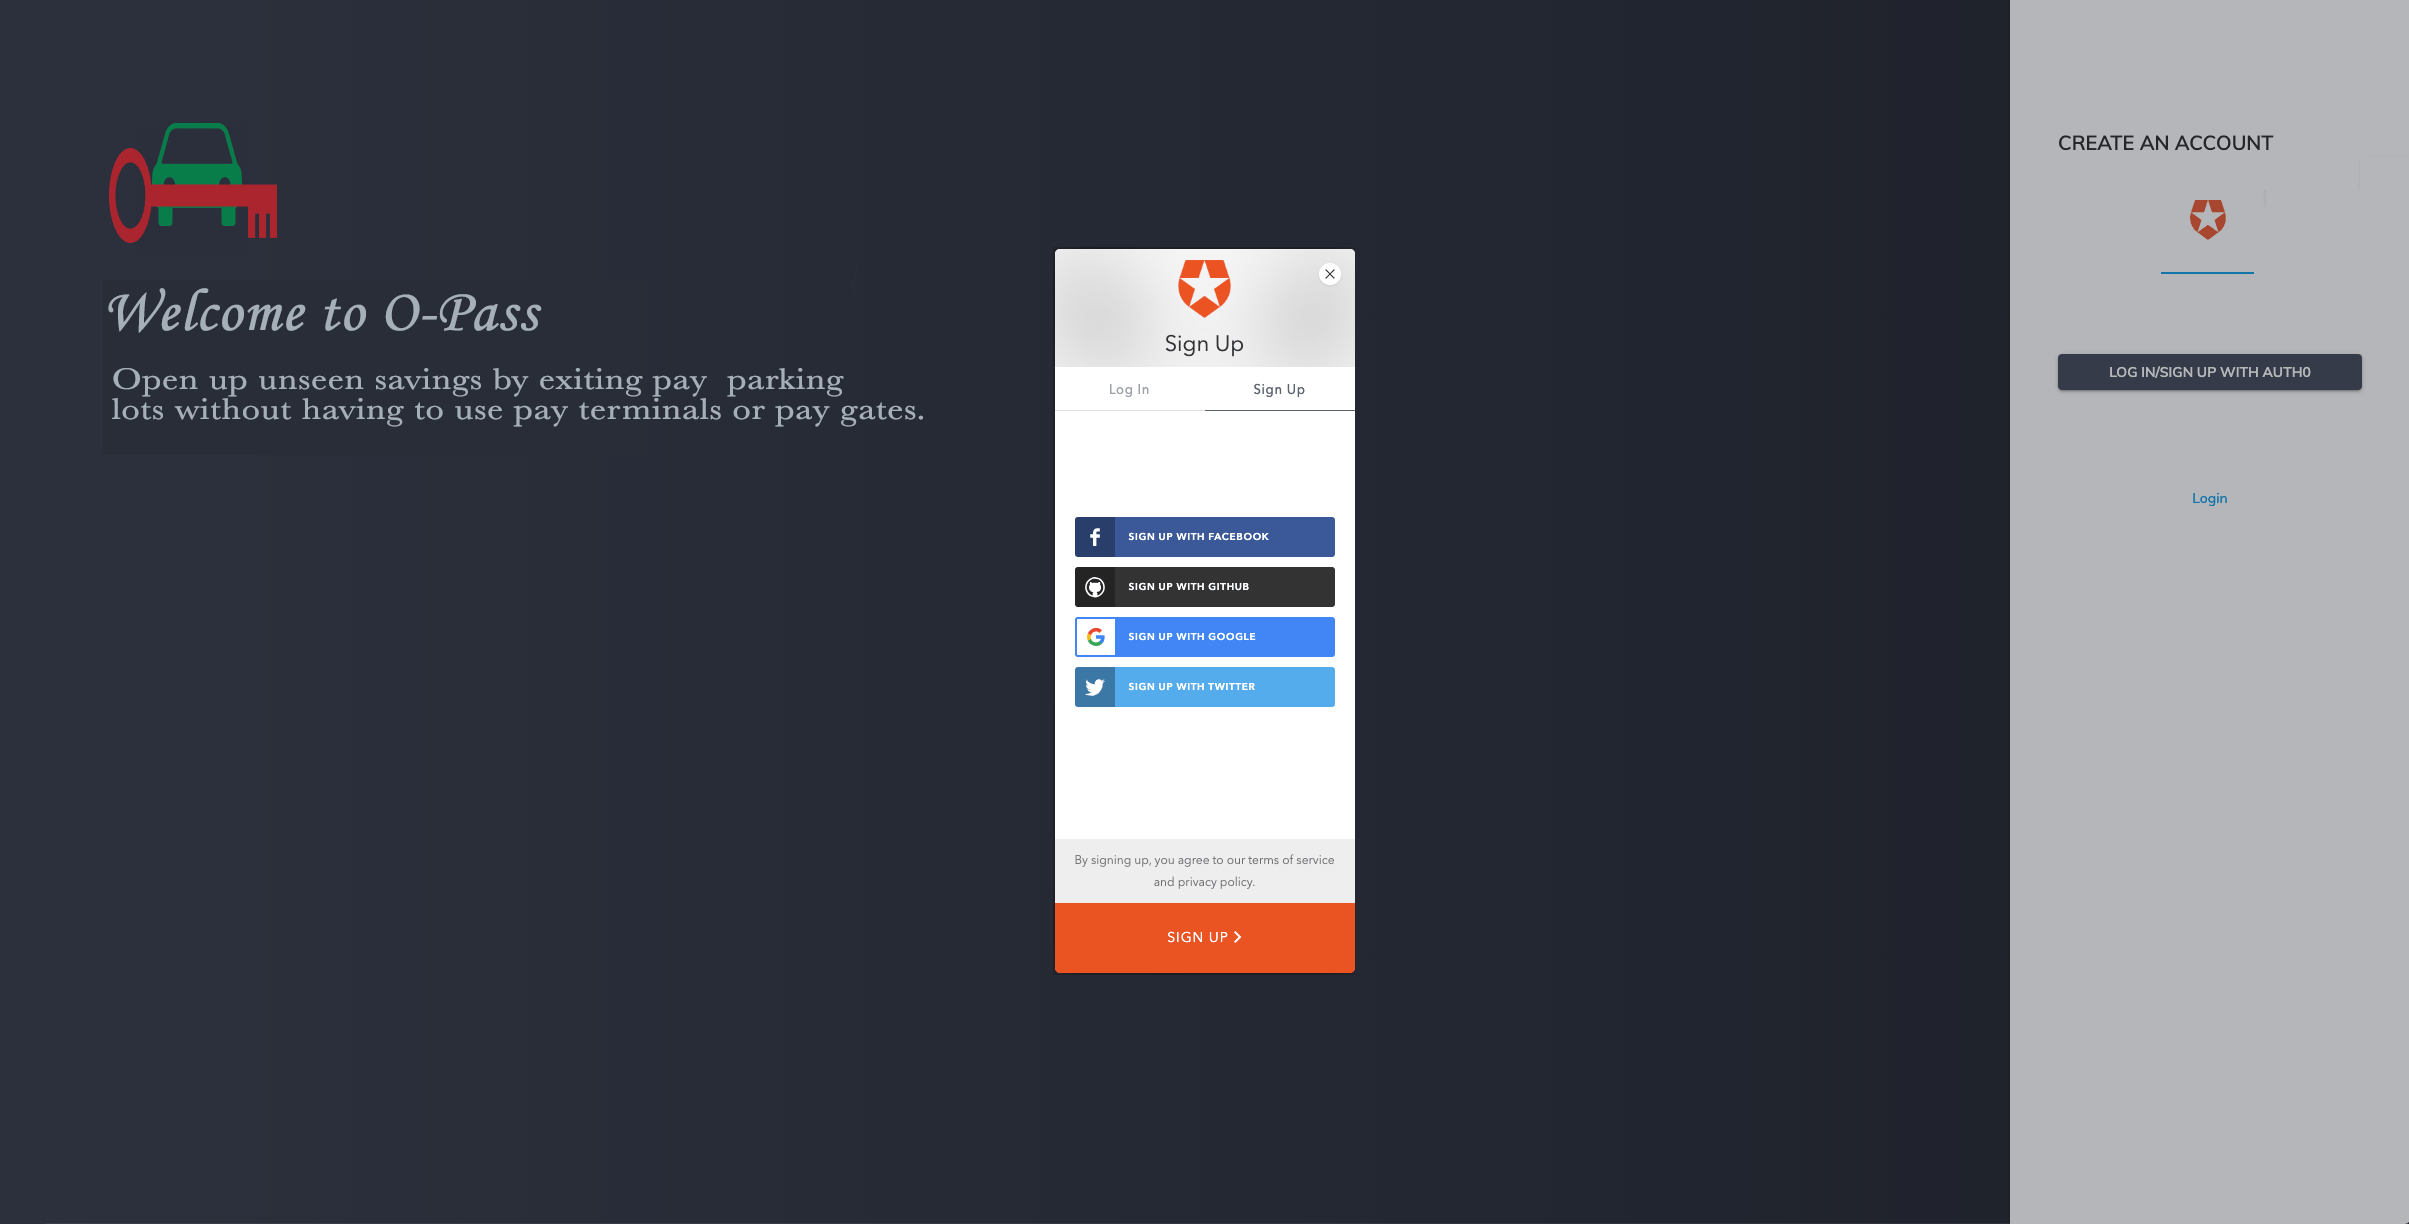 Welcome to O-Pass
Open up unseen savings by exiting pay parking
lots without having to use pay terminals or pay gates.
Sign Up
Log In
Sign Up
SIGN UP WITH FACEBOOK
SIGN UP WITH GITHUB
SIGN UP WITH GOOGLE
SIGN UP WITH TWITTER
By signing up, you agree to our terms of service
and privacy policy.
SIGN UP
CREATE AN ACCOUNT
LOG IN/SIGN UP WITH AUTH0
Login